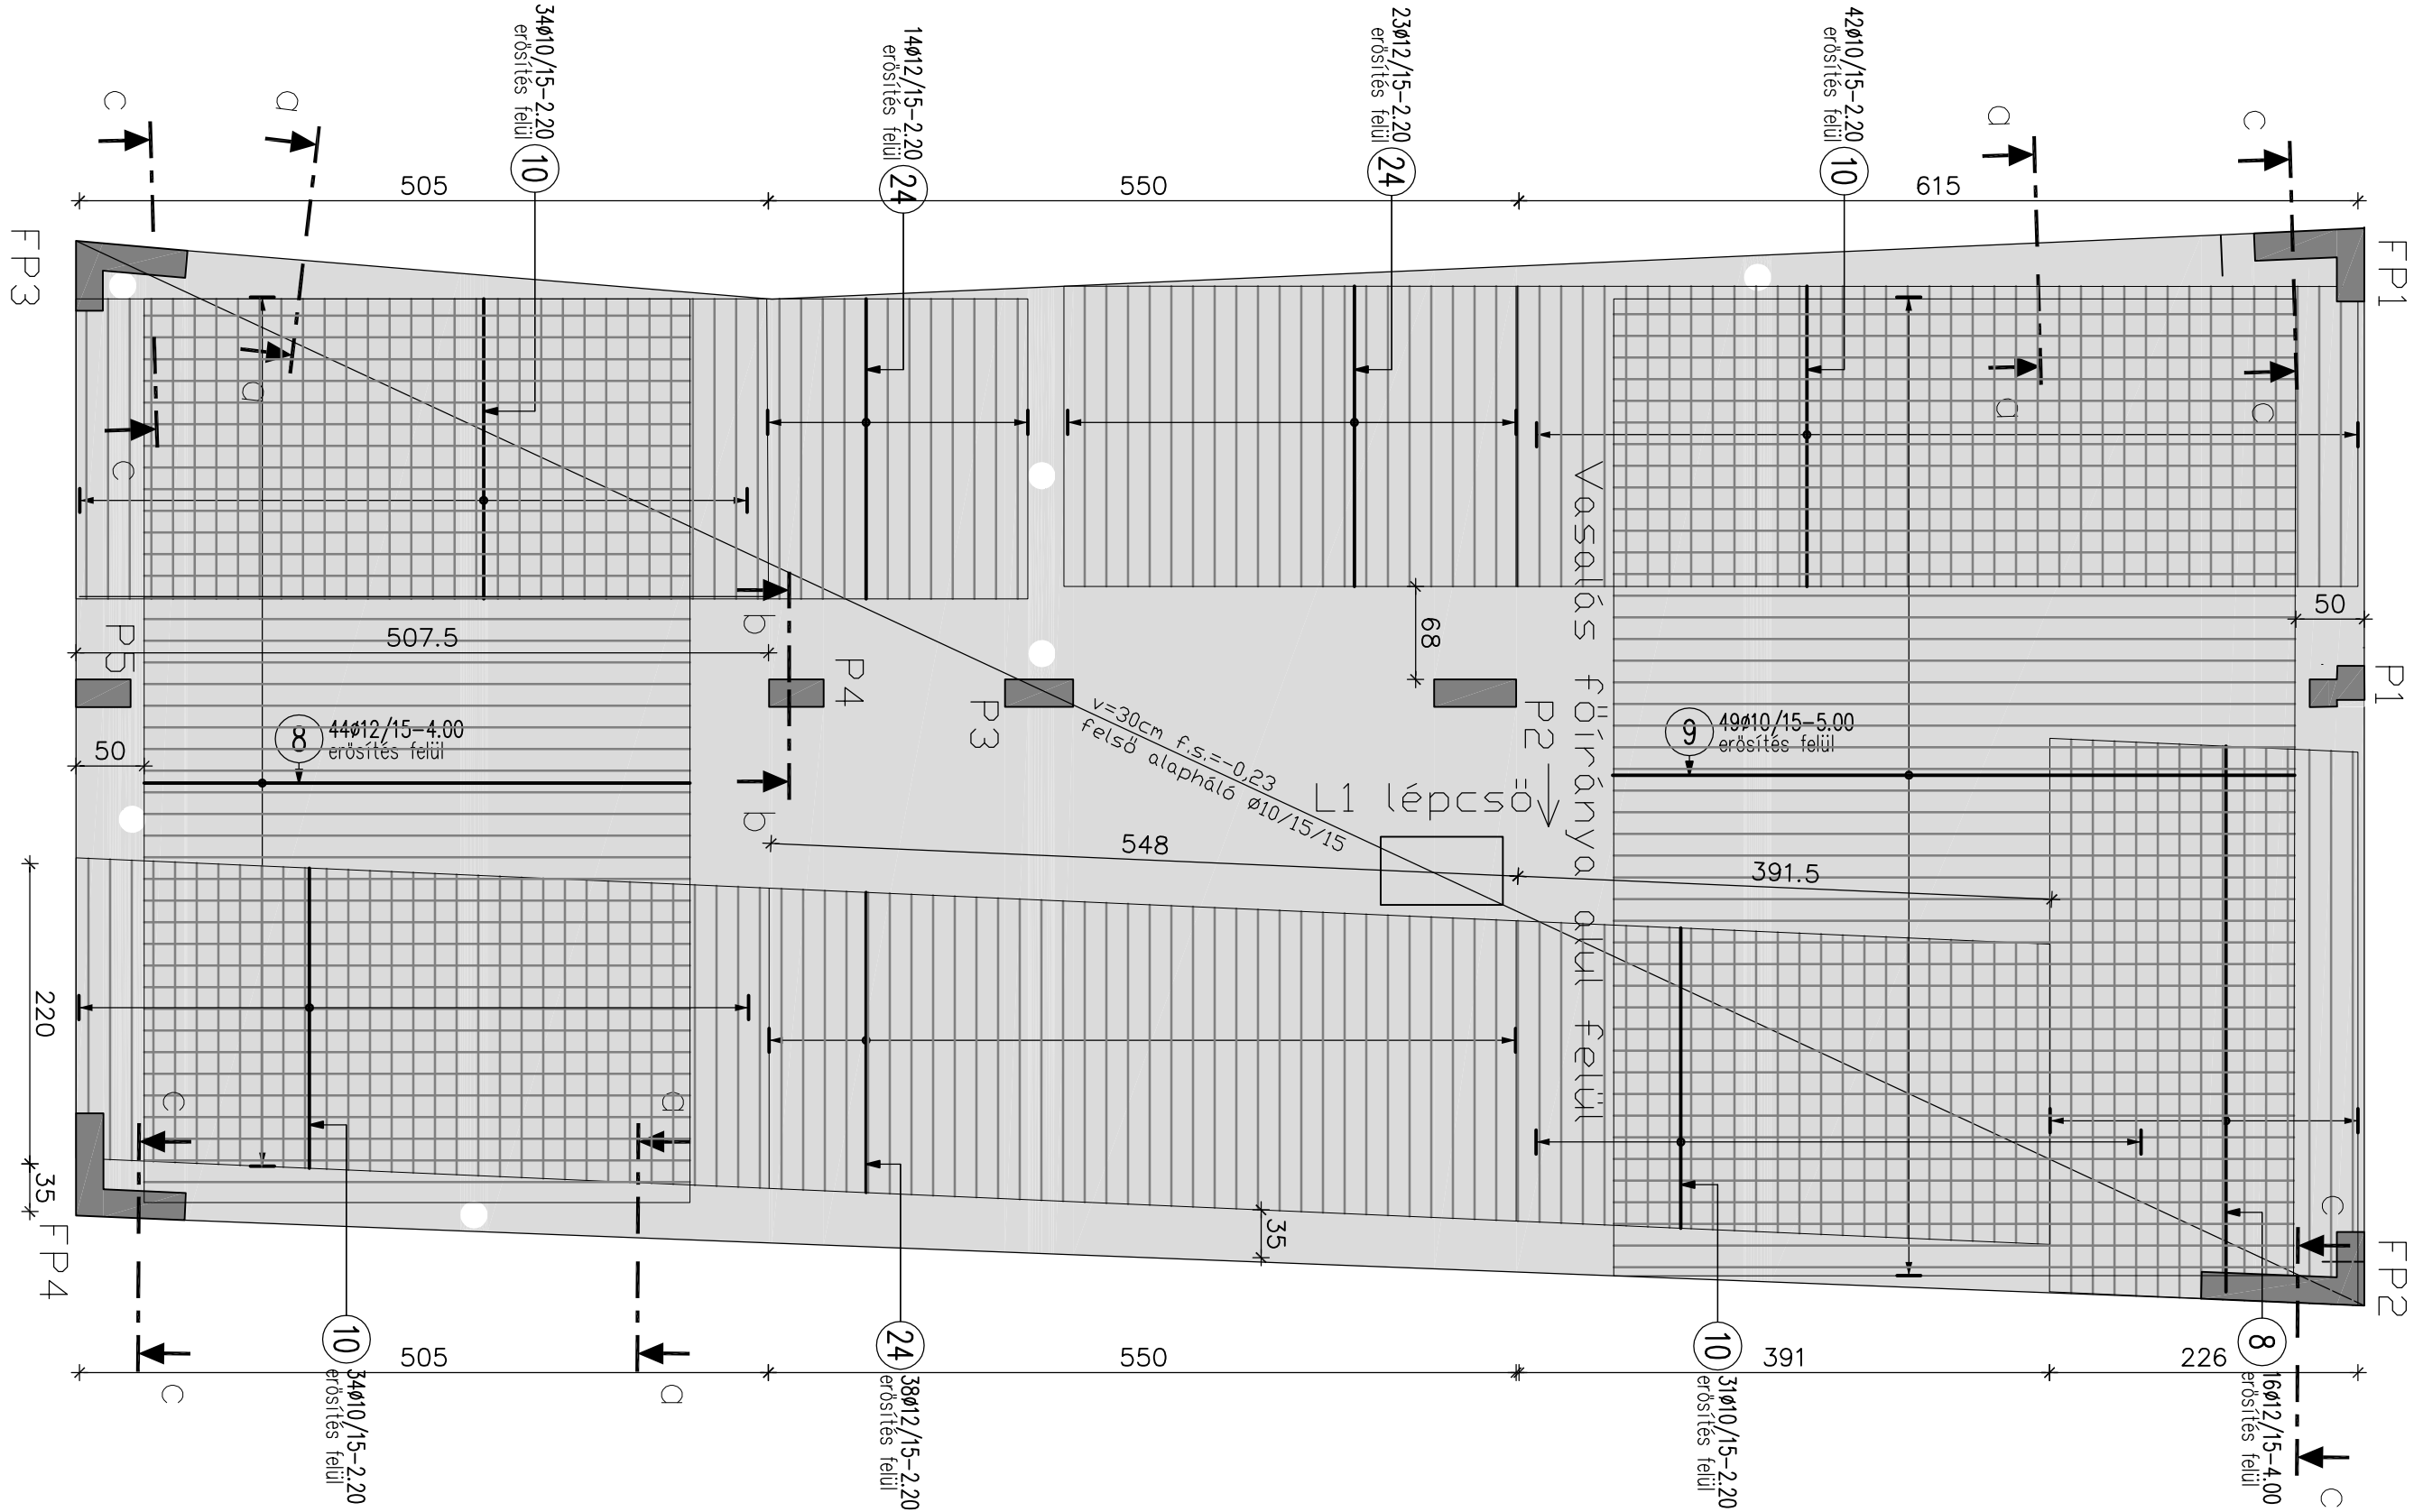 42ø10/15-2.20
erősítés felül
10
23ø12/15-2.20
erősítés felül
24
14ø12/15-2.20
erősítés felül
24
34ø10/15-2.20
erősítés felül
10
c
a
a
c
505
550
615
FP3
FP1
a
c
a
c
50
507.5
68
P5
b
P4
P3
P2
P1
Vasalás főiránya alul felül
v=30cm f.s.=-0,23
felső alapháló ø10/15/15
8
44ø12/15-4.00
erősítés felül
9
49ø10/15-5.00
erősítés felül
50
L1 lépcső
b
548
391.5
220
35
35
c
a
c
FP4
FP2
505
550
391
226
10
34ø10/15-2.20
erősítés felül
24
38ø12/15-2.20
erősítés felül
10
31ø10/15-2.20
erősítés felül
8
16ø12/15-4.00
erősítés felül
c
a
c